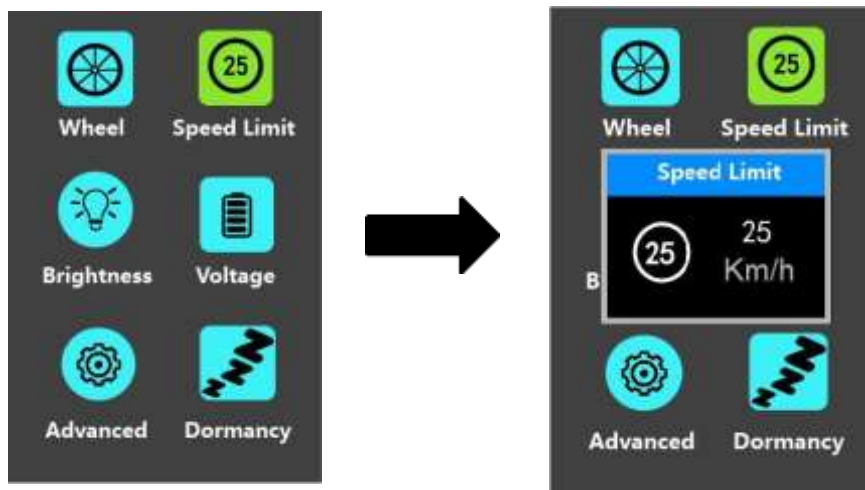 25
Wheel Speed Limit
Brightness Voltage
Advanced Dormancy
25
Wheel Speed Limit
Speed Limit
25 25
Km/h
B
Advanced Dormancy